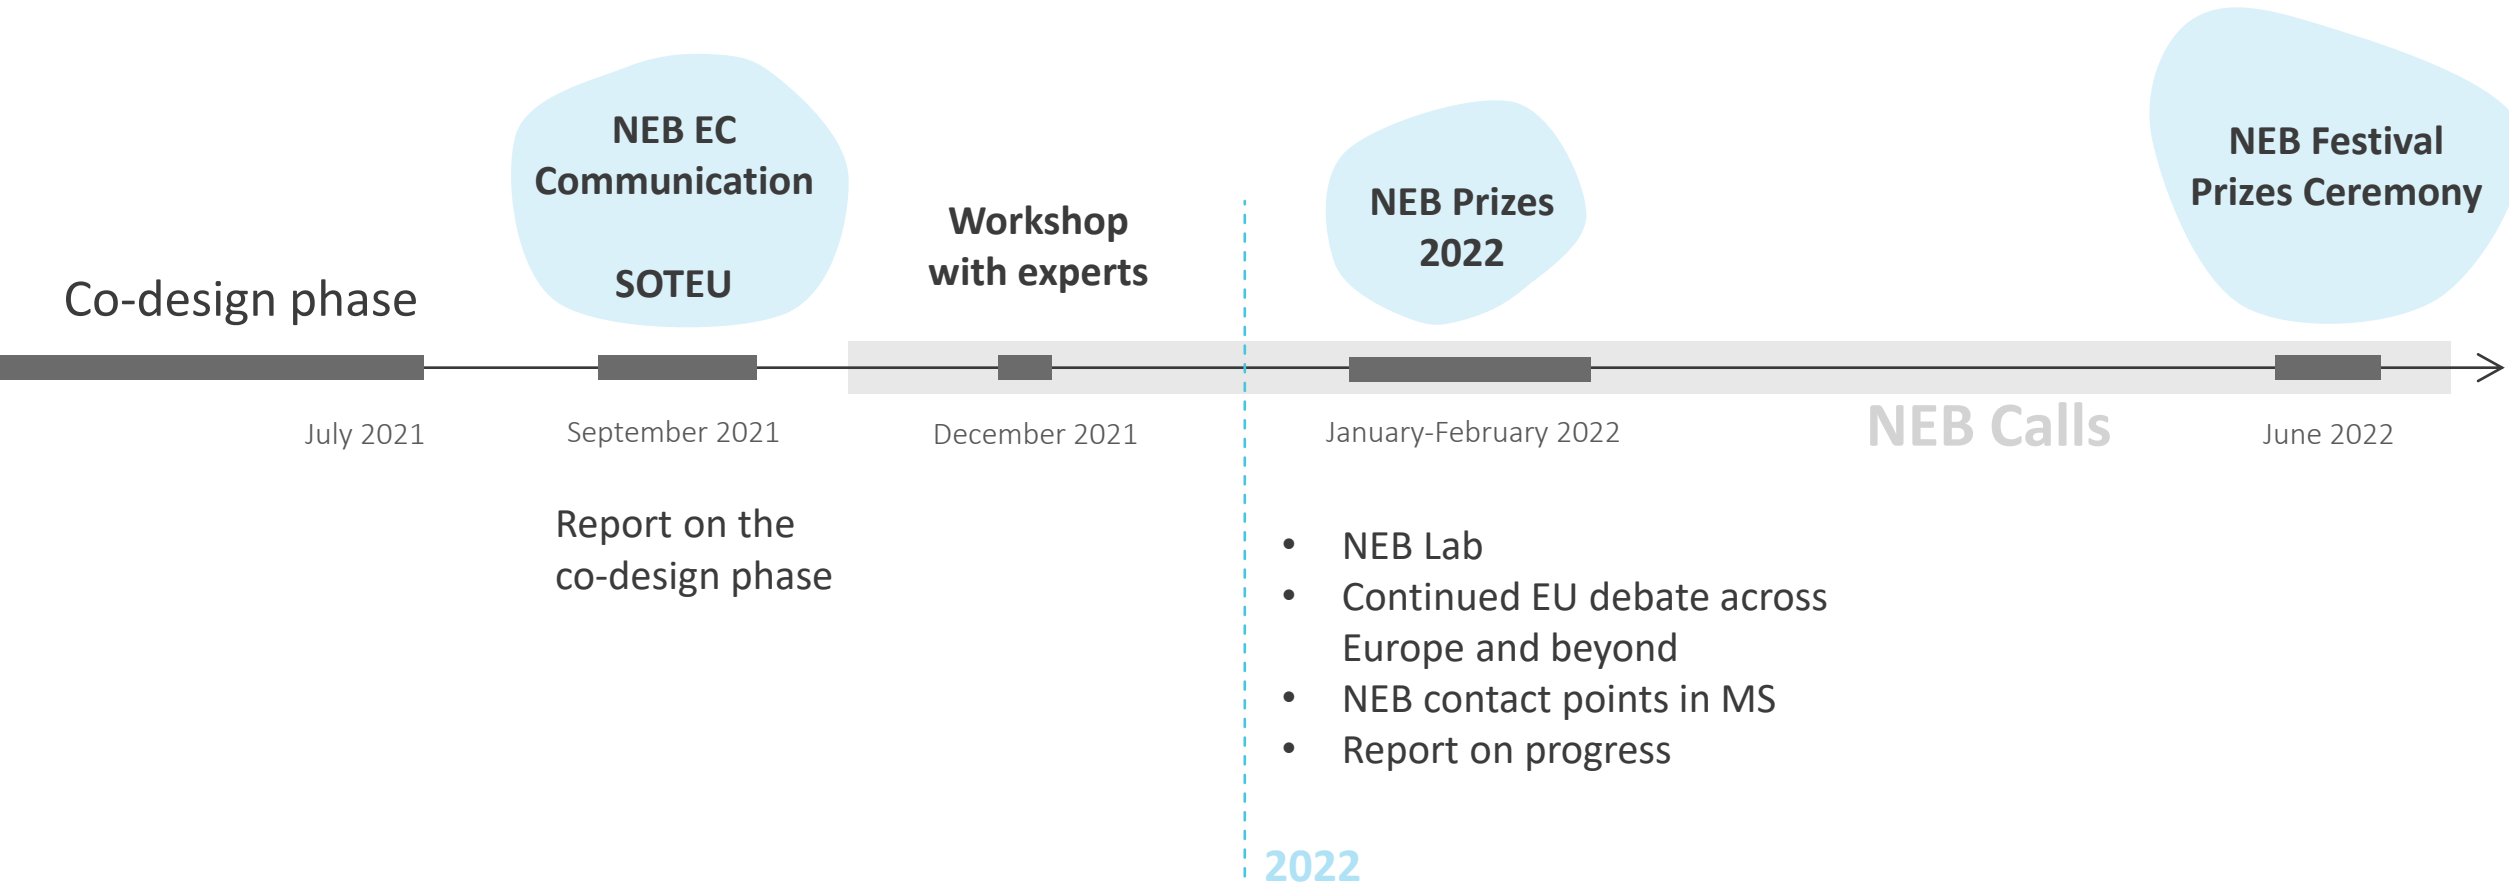 NEB EC
Communication
SOTEU
NEB Festival
Prizes Ceremony
NEB Prizes
2022
Workshop
with experts
Co-design phase
July 2021
September 2021
December 2021
January-February 2022
NEB Calls
June 2022
Report on the
co-design phase
• NEB Lab
• Continued EU debate across
Europe and beyond
• NEB contact points in MS
• Report on progress
2022